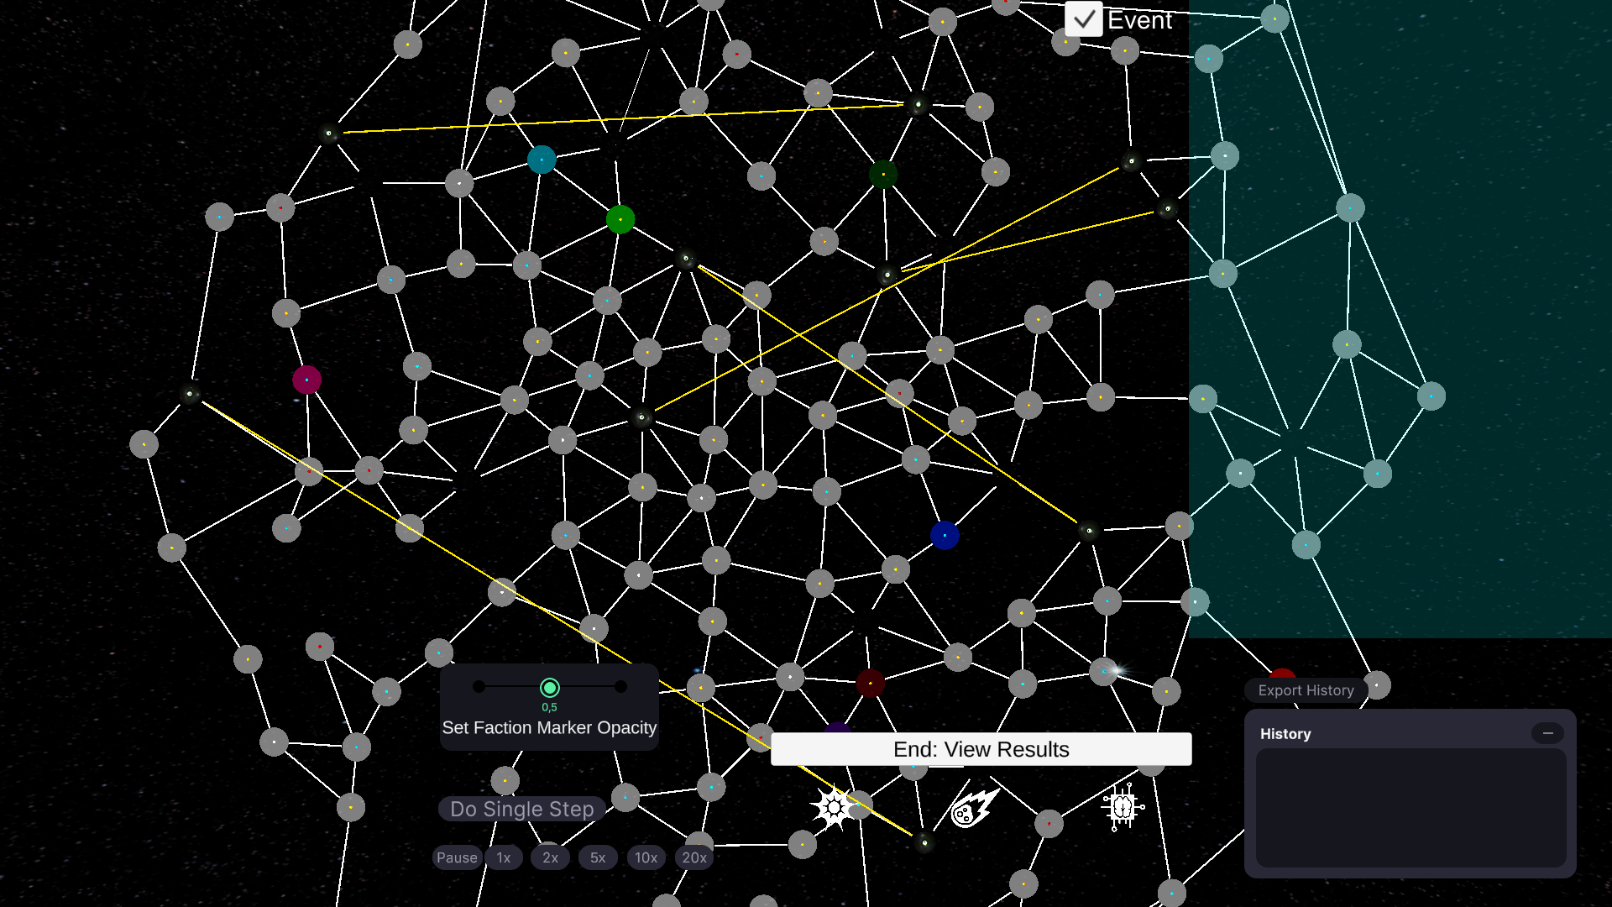 Event
Export History
0,5
Set Faction Marker Opacity
History
End: View Results
Do Single Step
Pause 1x 2x 5x 10x 20x